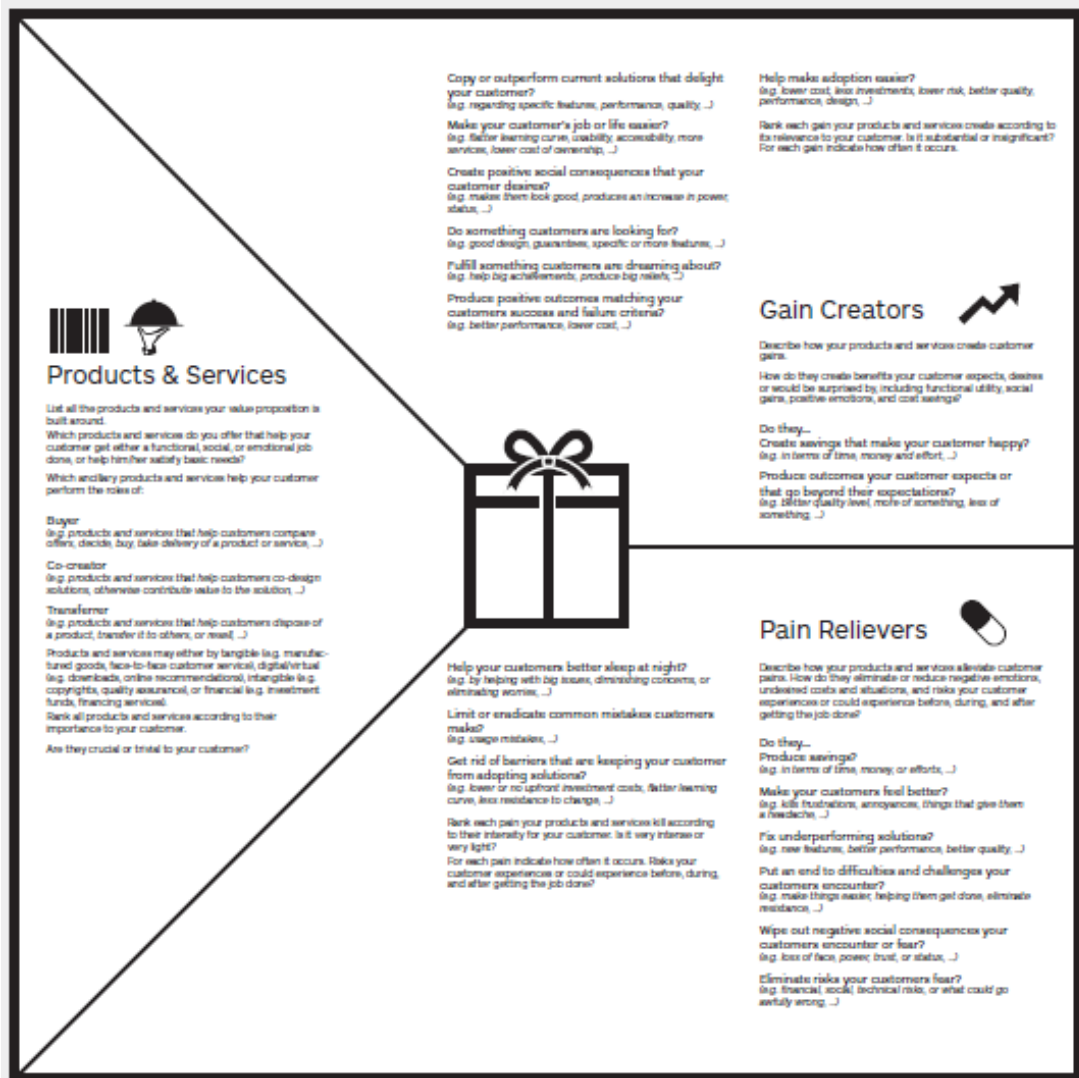 Products & Services
List all the products and services your value proposition is
built around.
Which products and services do you offer that help your
customer get either a functional, social, or emotional job
done, or help him/her satisfy basic needs?
Which ancillary products and services help your customer
perform the roles of:
Buyer
(e.g. products and services that help customers compare
offers, decide, buy, take delivery of a product or service, ...)
Co-creator
(e.g. products and services that help customers co-design
solutions, otherwise contribute value to the solution, ...)
Transferrer
(e.g. products and services that help customers dispose of
a product, transfer it to others, or resell, ...)
Products and services may either by tangible (e.g. manufac-
tured goods, face-to-face customer service), digital/virtual
(e.g. downloads, online recommendations), intangible (e.g.
copyrights, quality assurance), or financial (e.g. investment
funds, financing services).
Rank all products and services according to their
importance to your customer.
Are they crucial or trivial to your customer?
Gain Creators
Describe how your products and services create customer
gains.
How do they create benefits your customer expects, desires
or would be surprised by, including functional utility, social
gains, positive emotions, and cost savings?
Do they...
Create savings that make your customer happy?
(e.g. in terms of time, money and effort, ...)
Produce outcomes your customer expects or
that go beyond their expectations?
(e.g. better quality level, more of something, less of
something, ...)
Copy or outperform current solutions that delight
your customer?
(e.g. regarding specific features, performance, quality, ...)
Make your customer's job or life easier?
(e.g. flatter learning curve, usability, accessibility, more
services, lower cost of ownership, ...)
Create positive social consequences that your
customer desires?
(e.g. makes them look good, produces an increase in power,
status, ...)
Do something customers are looking for?
(e.g. good design, guarantees, specific or more features, ...)
Fulfill something customers are dreaming about?
(e.g. help big achievements, produce big reliefs, ...)
Produce positive outcomes matching your
customers success and failure criteria?
(e.g. better performance, lower cost, ...)
Help make adoption easier?
(e.g. lower cost, less investments, lower risk, better quality,
performance, design, ...)
Rank each gain your products and services create according to
its relevance to your customer. Is it substantial or insignificant?
For each gain indicate how often it occurs.
Pain Relievers
Describe how your products and services alleviate customer
pains. How do they eliminate or reduce negative emotions,
undesired costs and situations, and risks your customer
experiences or could experience before, during, and after
getting the job done?
Do they...
Produce savings?
(e.g. in terms of time, money, or efforts, ...)
Make your customers feel better?
(e.g. kills frustrations, annoyances, things that give them
a headache, ...)
Fix underperforming solutions?
(e.g. new features, better performance, better quality, ...)
Put an end to difficulties and challenges your
customers encounter?
(e.g. make things easier, helping them get done, eliminate
resistance, ...)
Wipe out negative social consequences your
customers encounter or fear?
(e.g. loss of face, power, trust, or status, ...)
Eliminate risks your customers fear?
(e.g. financial, social, technical risks, or what could go
awfully wrong, ...)
Help your customers better sleep at night?
(e.g. by helping with big issues, diminishing concerns, or
eliminating worries, ...)
Limit or eradicate common mistakes customers
make?
(e.g. usage mistakes, ...)
Get rid of barriers that are keeping your customer
from adopting solutions?
(e.g. lower or no upfront investment costs, flatter learning
curve, less resistance to change, ...)
Rank each pain your products and services kill according
to their intensity for your customer. Is it very intense or
very light?
For each pain indicate how often it occurs. Risks your
customer experiences or could experience before, during,
and after getting the job done?